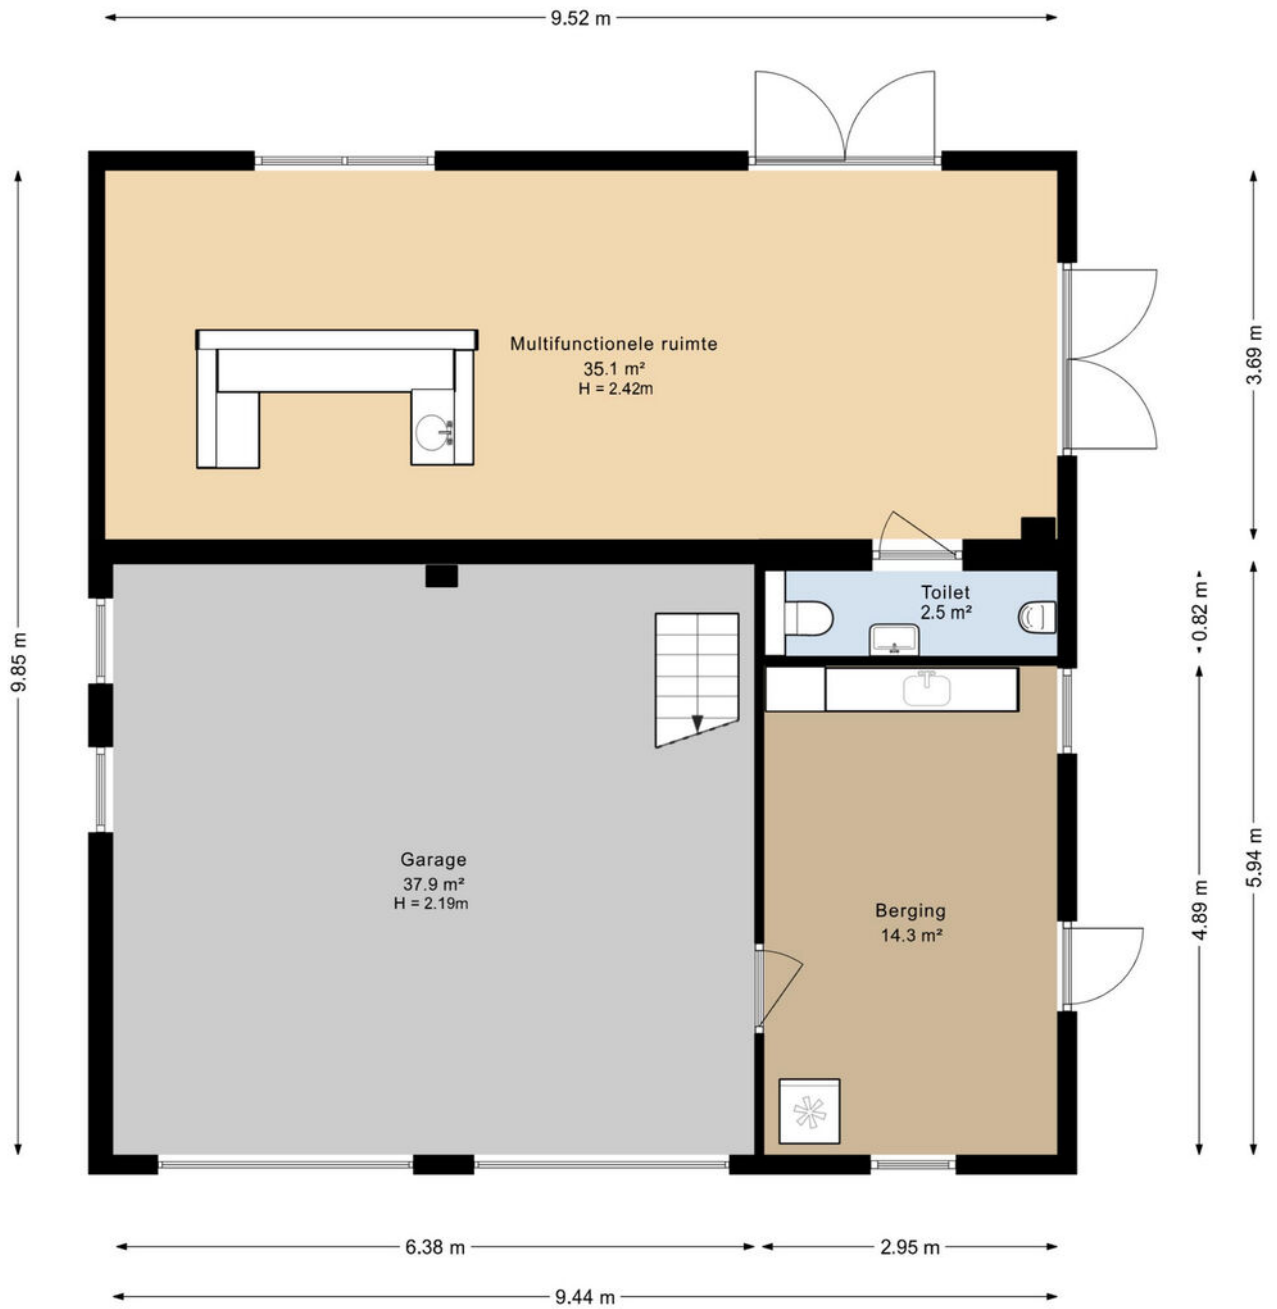 9.52 m
Multifunctionele ruimte
35.1 m²
H = 2.42m
3.69 m
Toilet
2.5 m²
0.82 m
9.85 m
Garage
37.9 m²
H = 2.19m
Berging
14.3 m²
4.89 m
5.94 m
6.38 m
2.95 m
9.44 m